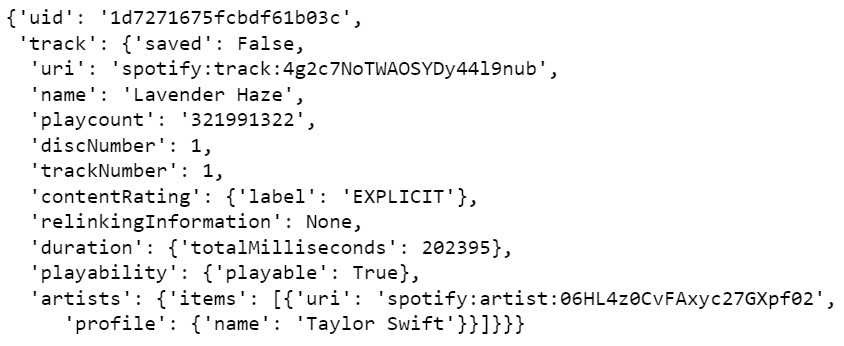 {'uid': '1d7271675fcbdf61b03c',
'track': {'saved': False,
'uri': 'spotify:track:4g2c7NoTWAOSYDy44l9nub',
'name': 'Lavender Haze',
'playcount': '321991322',
'discNumber': 1,
'trackNumber': 1,
'contentRating': {'label': 'EXPLICIT'},
'relinkingInformation': None,
'duration': {'totalMilliseconds': 202395},
'playability': {'playable': True},
'artists': {'items': [{'uri': 'spotify:artist:06HL4z0CvFAxyc27GXpf02',
'profile': {'name': 'Taylor Swift'}}]}}}